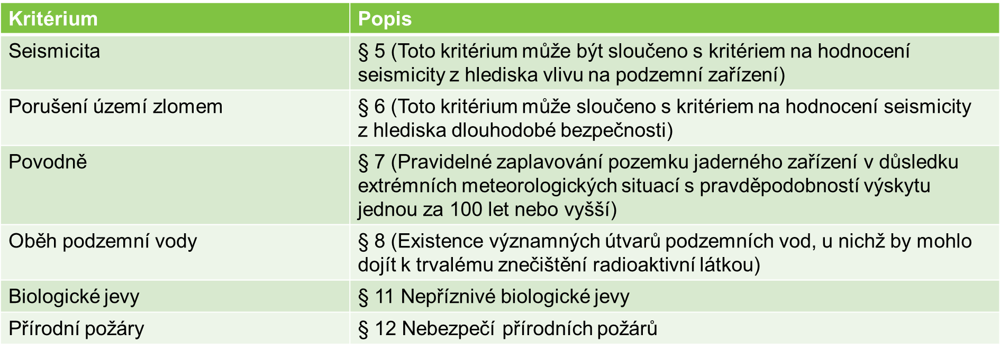 Kritérium
Popis
Seismicita
§ 5 (Toto kritérium může být sloučeno s kritériem na hodnocení
seismicity z hlediska vlivu na podzemní zařízení)
Porušení území zlomem
§ 6 (Toto kritérium může sloučeno s kritériem na hodnocení seismicity
z hlediska dlouhodobé bezpečnosti)
Povodně
§ 7 (Pravidelné zaplavování pozemku jaderného zařízení v důsledku
extrémních meteorologických situací s pravděpodobností výskytu
jednou za 100 let nebo vyšší)
Oběh podzemní vody
§ 8 (Existence významných útvarů podzemních vod, u nichž by mohlo
dojít k trvalému znečištění radioaktivní látkou)
Biologické jevy
§ 11 Nepříznivé biologické jevy
Přírodní požáry
§ 12 Nebezpečí přírodních požárů